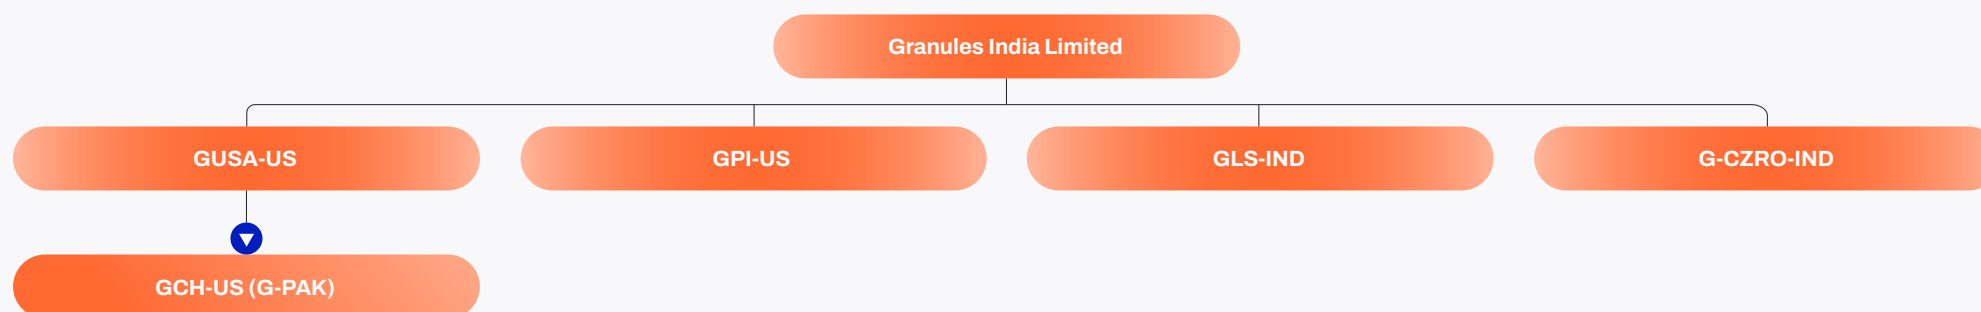 Granules India Limited
GUSA-US
GPI-US
GLS-IND
G-CZRO-IND
GCH-US (G-PAK)